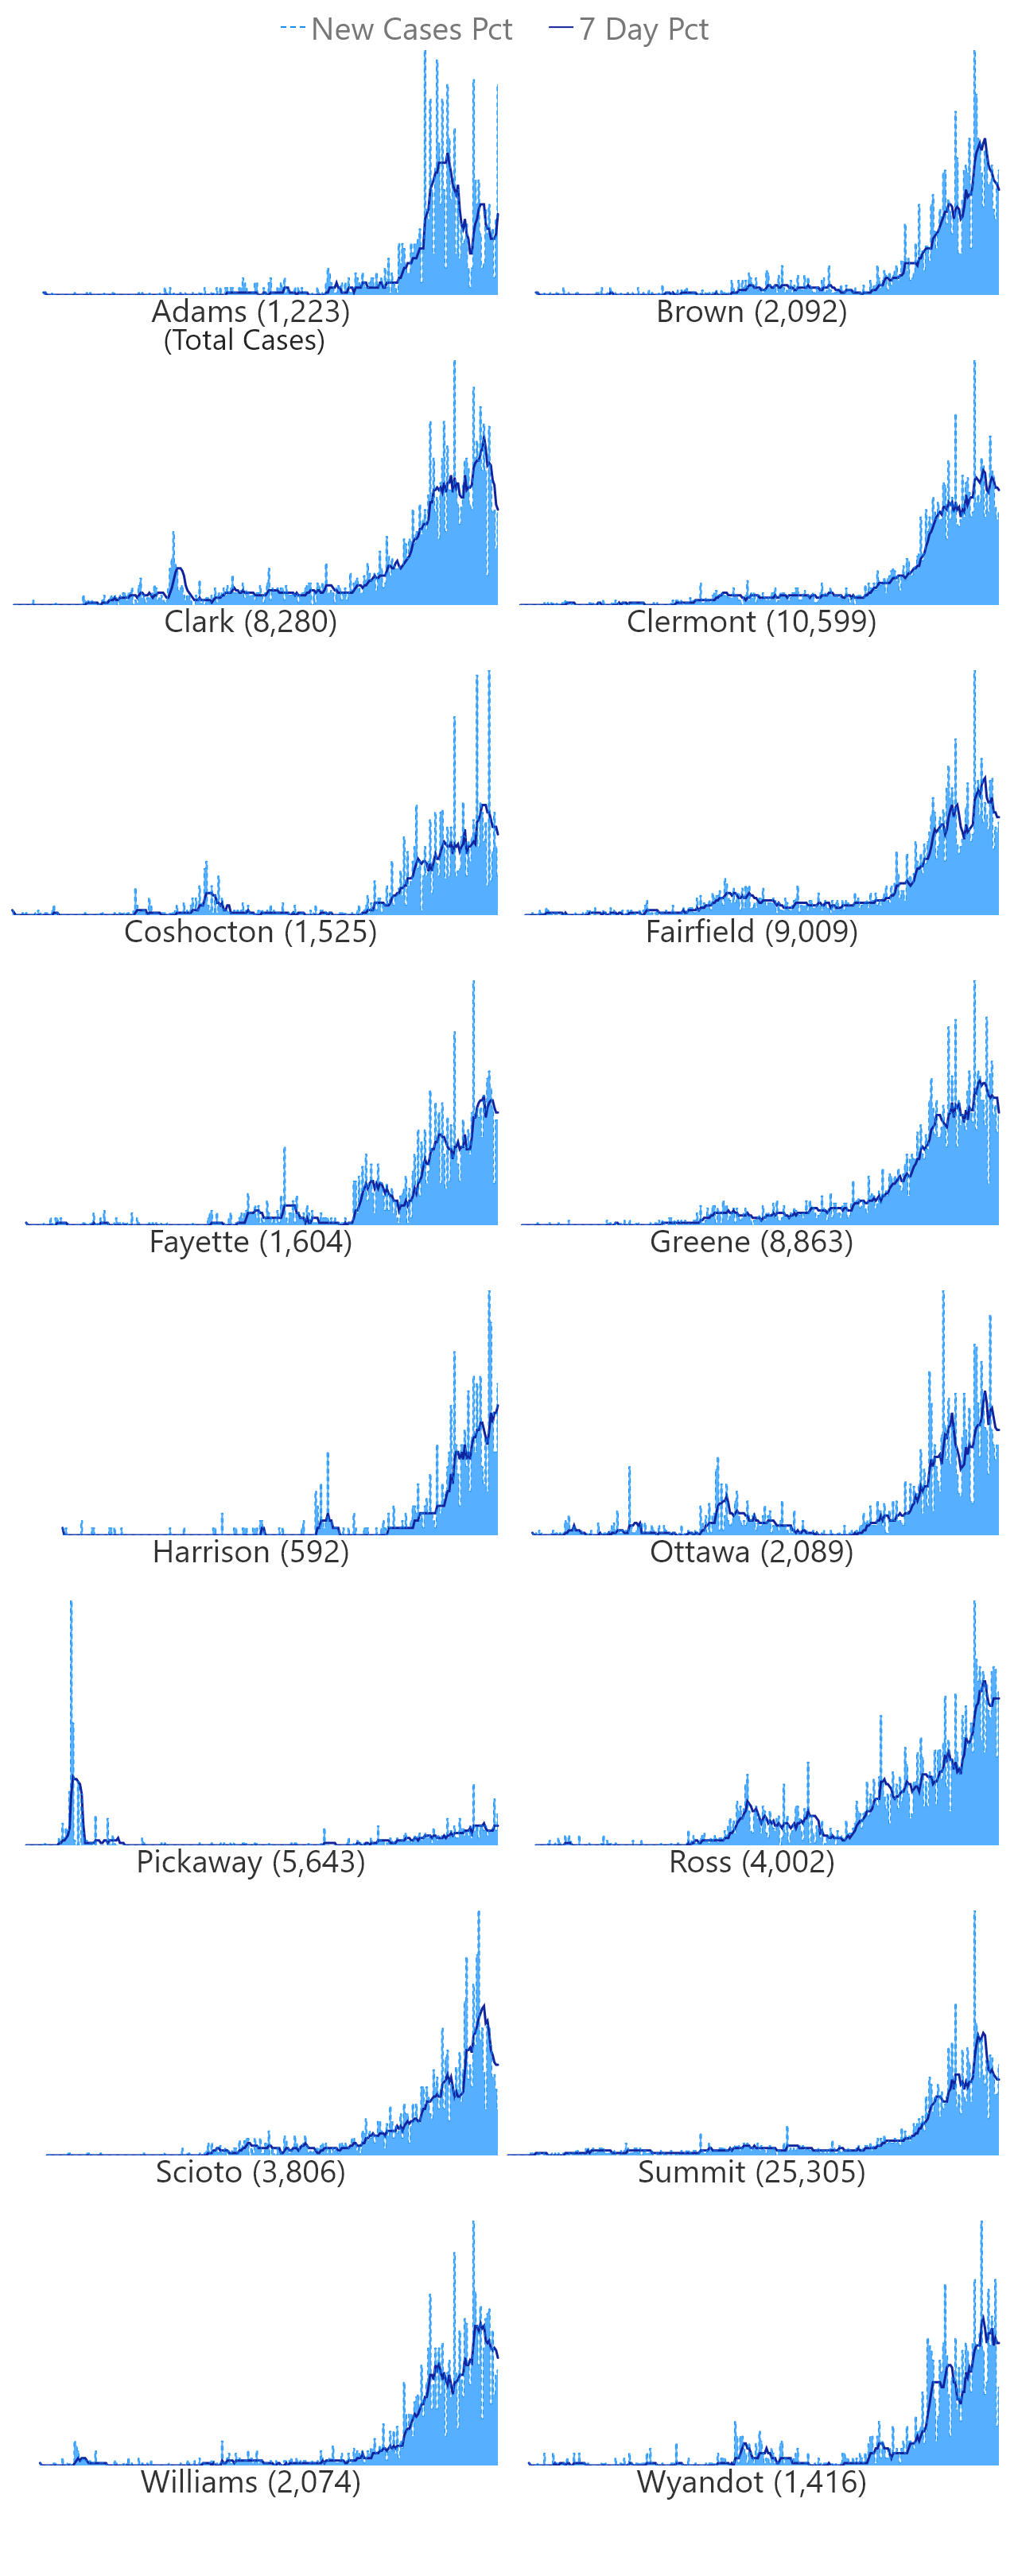 New Cases Pct 7 Day Pct
Adams (1,223) Brown (2,092)
(Total Cases)
Clark (8,280) Clermont (10,599)
Coshocton (1,525) Fairfield (9,009)
Fayette (1,604) Greene (8,863)
Harrison (592) Ottawa (2,089)
Pickaway (5,643) Ross (4,002)
Scioto (3,806) Summit (25,305)
Williams (2,074) Wyandot (1,416)